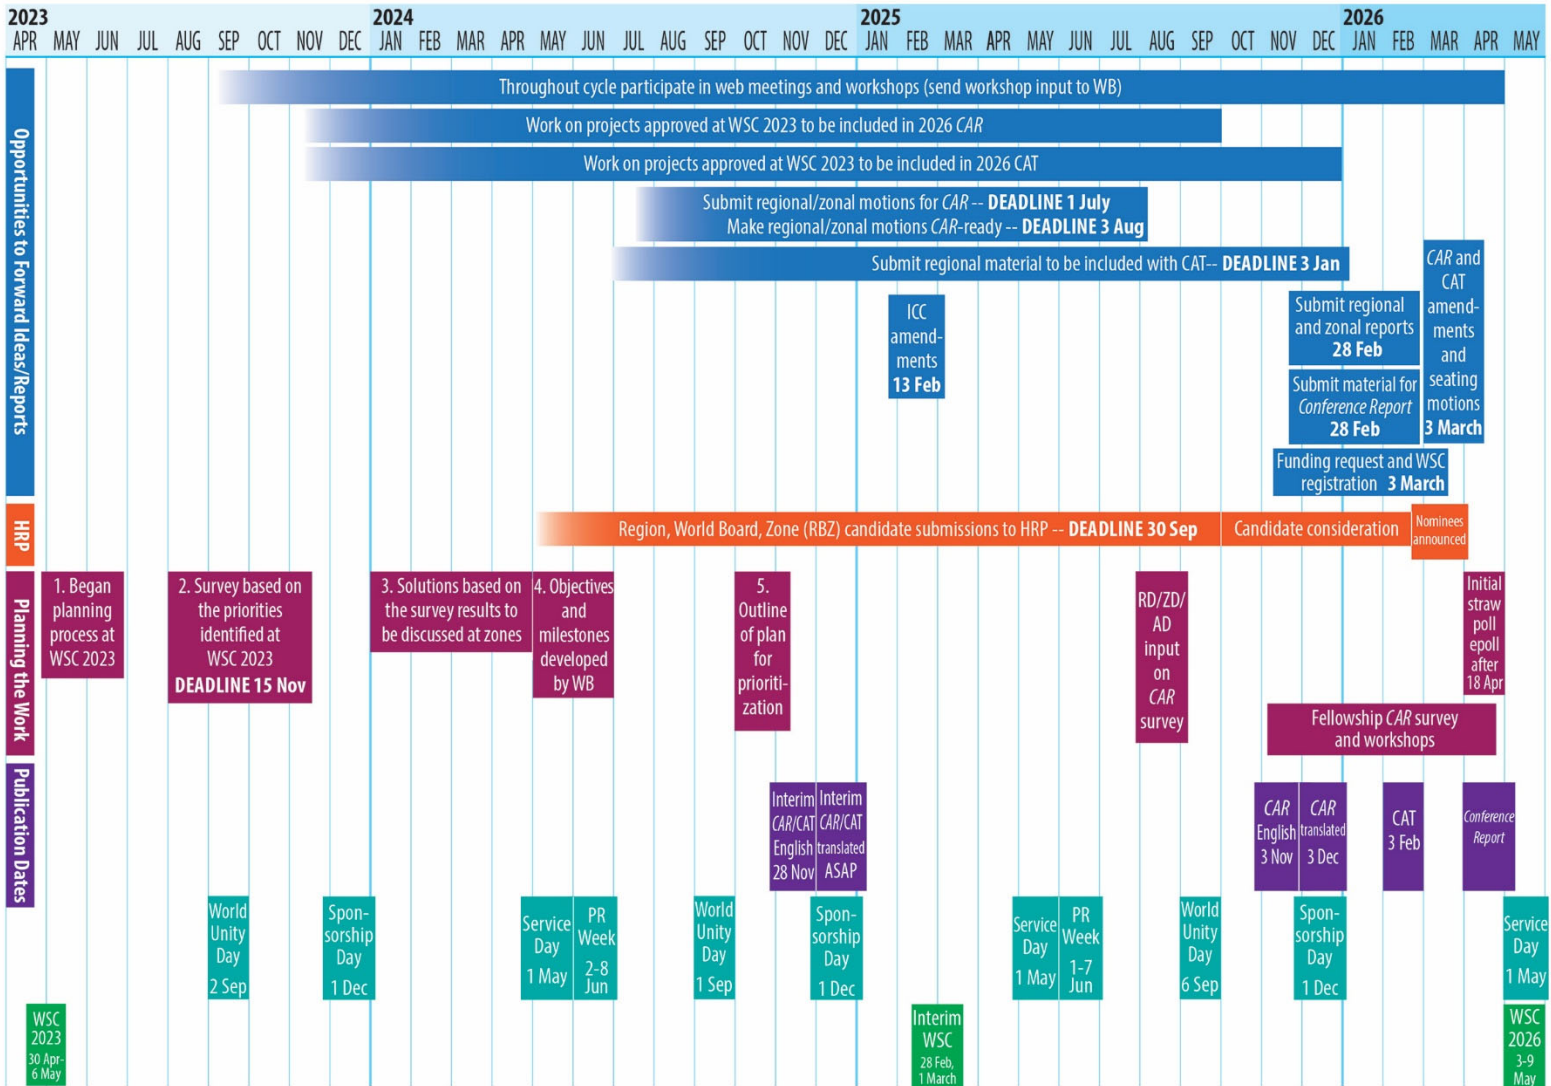 2023
2024
2025
2026
APR MAY JUN JUL AUG SEP OCT NOV DEC JAN FEB MAR APR MAY JUN JUL AUG SEP OCT NOV DEC JAN FEB MAR APR MAY JUN JUL AUG SEP OCT NOV DEC JAN FEB MAR APR MAY
Opportunities to Forward Ideas/Reports
Throughout cycle participate in web meetings and workshops (send workshop input to WB)
Work on projects approved at WSC 2023 to be included in 2026 CAR
Work on projects approved at WSC 2023 to be included in 2026 CAT
Submit regional/zonal motions for CAR -- DEADLINE 1 July
Make regional/zonal motions CAR-ready -- DEADLINE 3 Aug
Submit regional material to be included with CAT-- DEADLINE 3 Jan
ICC
amend-
ments
13 Feb
Submit regional
and zonal reports
28 Feb
Submit material for
Conference Report
28 Feb
CAR and
CAT
amend-
ments
and
seating
motions
3 March
Funding request and WSC
registration 3 March
HRP
Region, World Board, Zone (RBZ) candidate submissions to HRP -- DEADLINE 30 Sep
Candidate consideration
Nominees
announced
Planning the Work
1. Began
planning
process at
WSC 2023
2. Survey based on
the priorities
identified at
WSC 2023
DEADLINE 15 Nov
3. Solutions based on
the survey results to
be discussed at zones
4. Objectives
and
milestones
developed
by WB
5.
Outline
of plan
for
prioriti-
zation
RD/ZD/
AD
input
on
CAR
survey
Initial
straw
poll
epoll
after
18 Apr
Fellowship CAR survey
and workshops
Publication Dates
Interim
CAR/CAT
English
28 Nov
Interim
CAR/CAT
translated
ASAP
CAR
English
3 Nov
CAR
translated
3 Dec
CAT
3 Feb
Conference
Report
World
Unity
Day
2 Sep
Spon-
sorship
Day
1 Dec
Service
Day
1 May
PR
Week
2-8
Jun
World
Unity
Day
1 Sep
Spon-
sorship
Day
1 Dec
Service
Day
1 May
PR
Week
1-7
Jun
World
Unity
Day
6 Sep
Spon-
sorship
Day
1 Dec
Service
Day
1 May
WSC
2023
30 Apr-
6 May
Interim
WSC
28 Feb,
1 March
WSC
2026
3-9
May